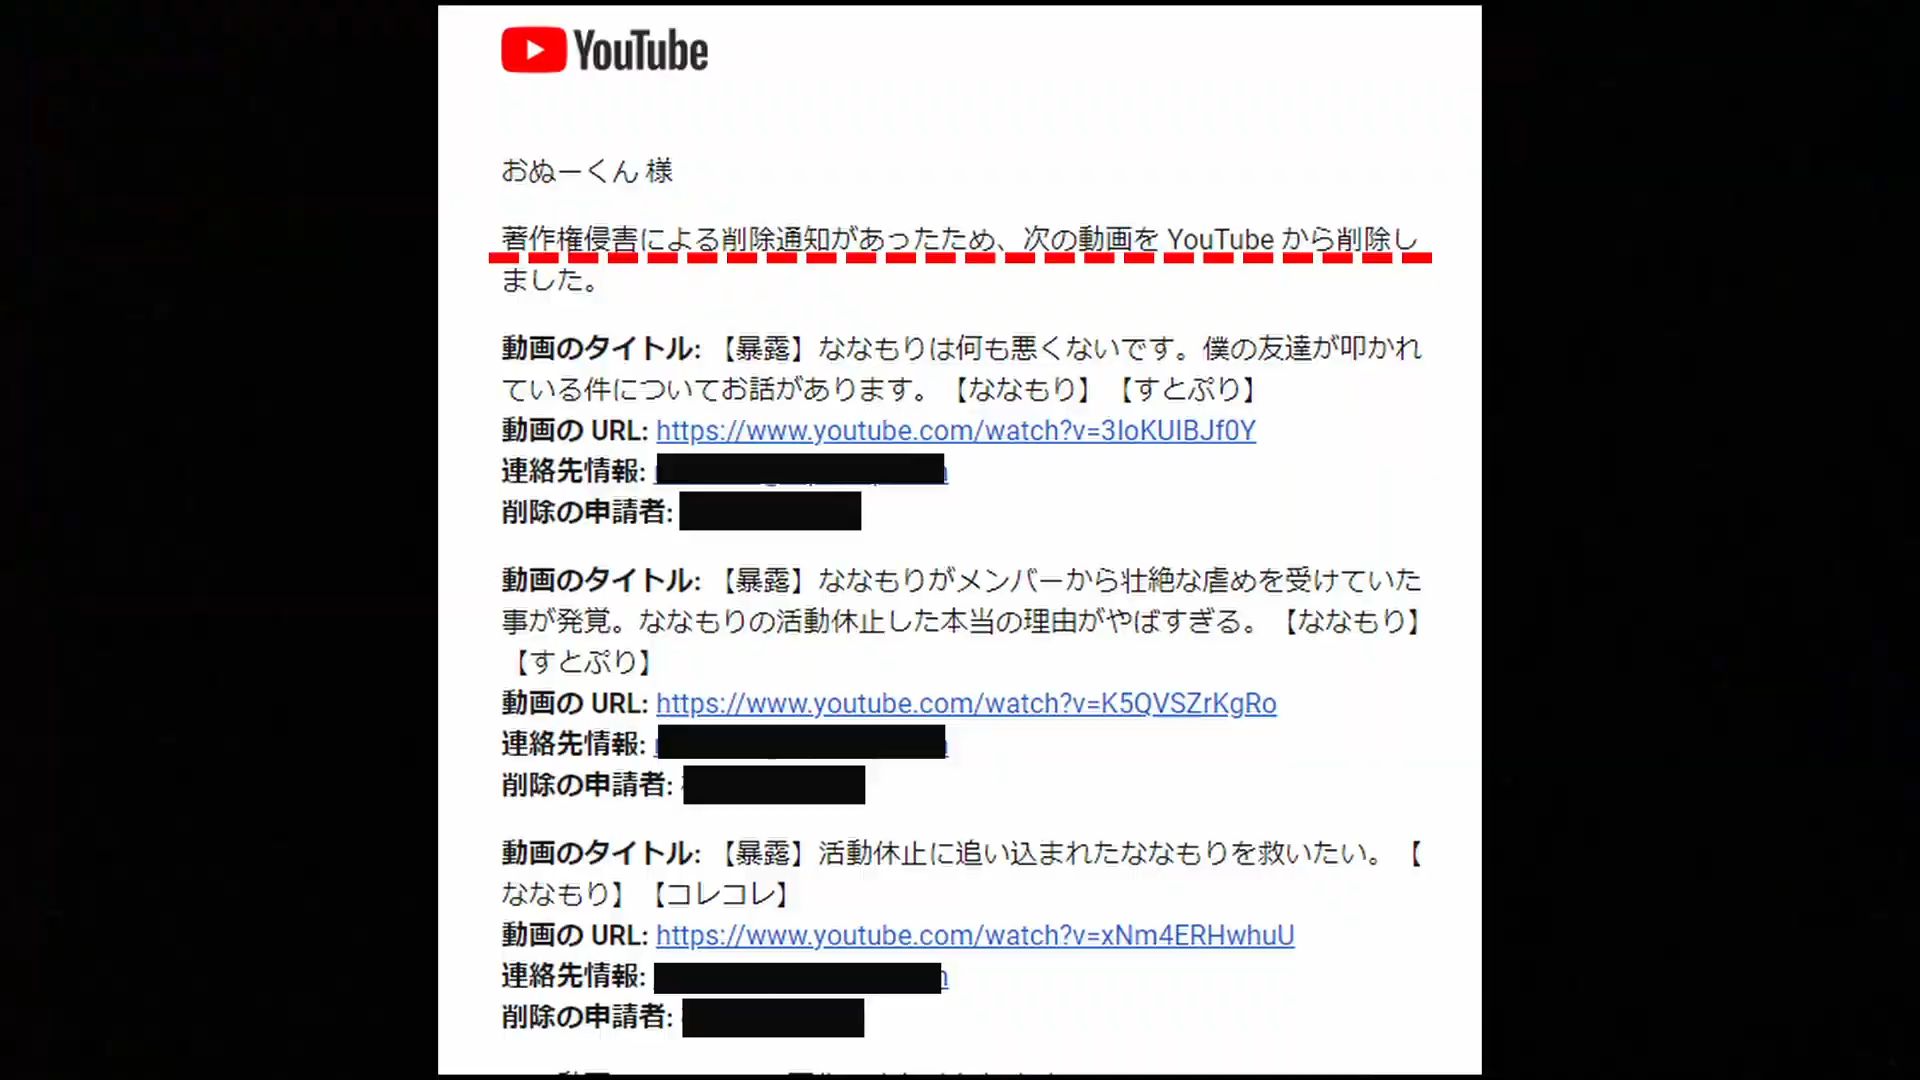 YouTube
おぬーくん 様
著作権侵害による削除通知があったため、次の動画を YouTube から削除し
ました。
動画のタイトル: 【暴露】ななもりは何も悪くないです。僕の友達が叩かれ
ている件についてお話があります。【ななもり】【すとぷり】
動画の URL: https://www.youtube.com/watch?v=3IoKUIBJf0Y
連絡先情報:
削除の申請者:
動画のタイトル: 【暴露】ななもりがメンバーから壮絶な虐めを受けていた
事が発覚。ななもりの活動休止した本当の理由がやばすぎる。【ななもり】
【すとぷり】
動画の URL: https://www.youtube.com/watch?v=K5QVSZrKgRo
連絡先情報:
削除の申請者:
動画のタイトル: 【暴露】活動休止に追い込まれたななもりを救いたい。【
ななもり】【コレコレ】
動画の URL: https://www.youtube.com/watch?v=xNm4ERHwhuU
連絡先情報:
削除の申請者: